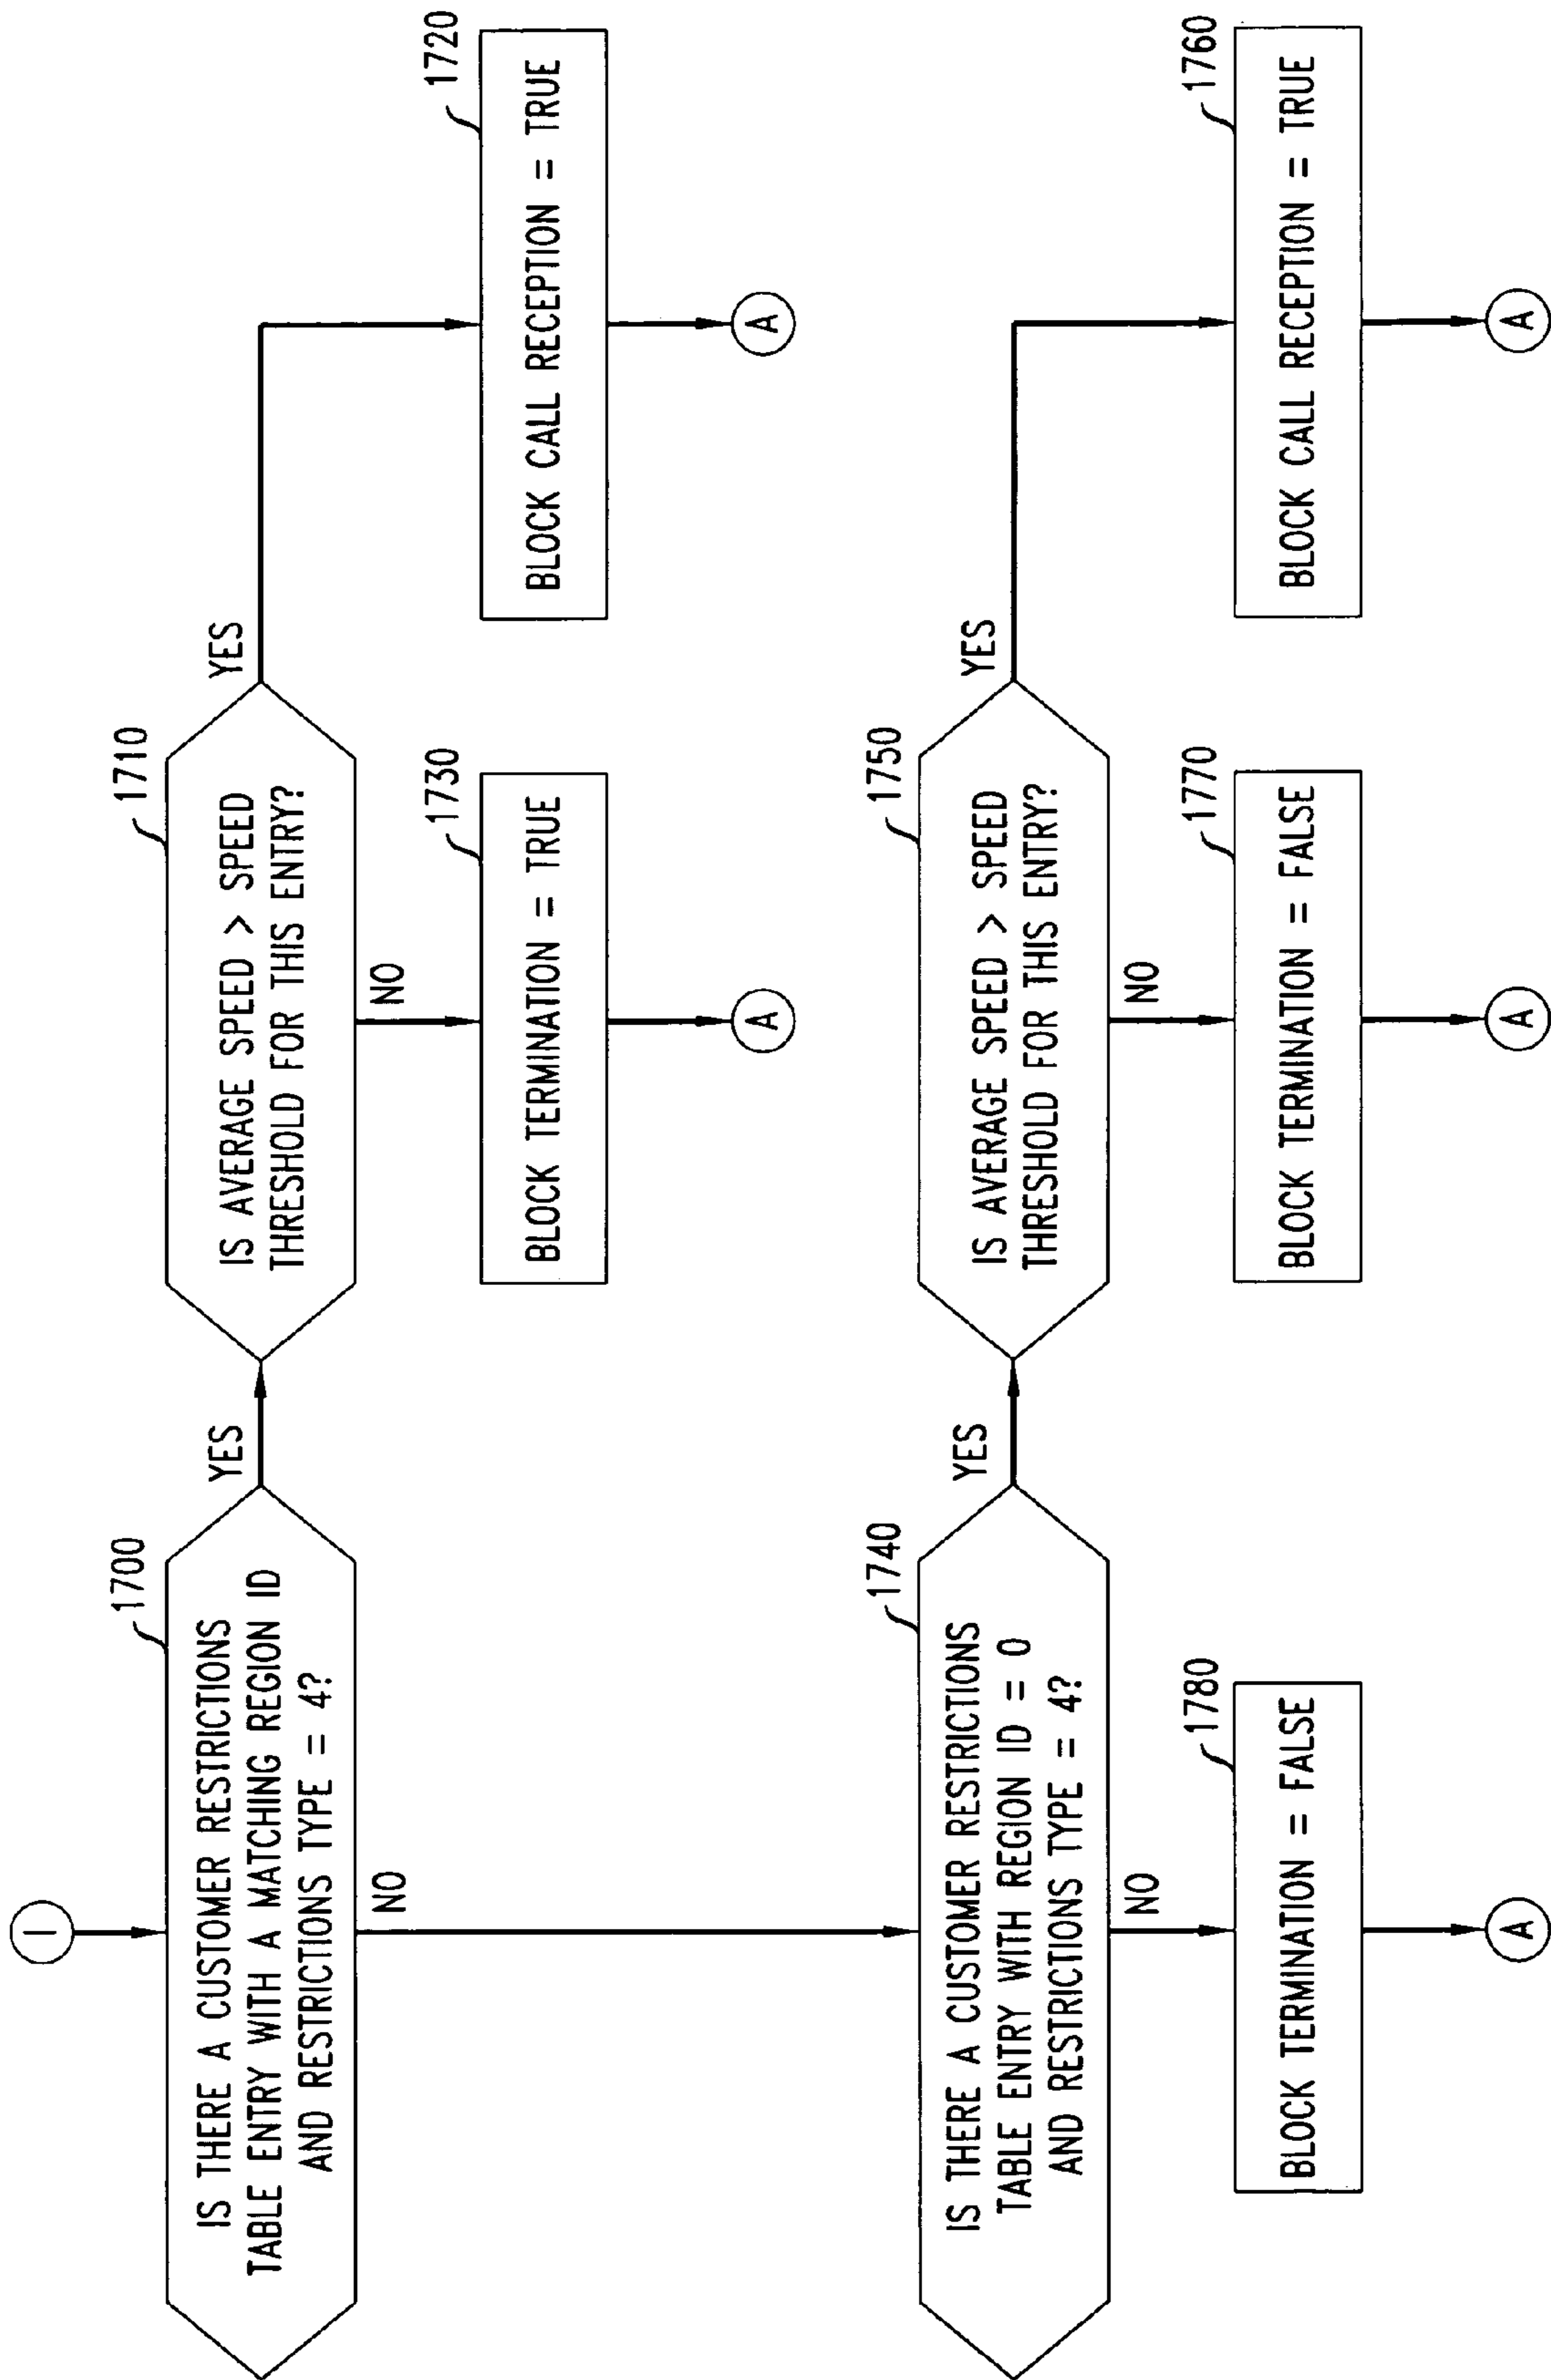 I
1700
IS THERE A CUSTOMER RESTRICTIONS
TABLE ENTRY WITH A MATCHING REGION ID
AND RESTRICTIONS TYPE = 4?
YES
NO
1710
IS AVERAGE SPEED > SPEED
THRESHOLD FOR THIS ENTRY?
YES
NO
1720
BLOCK CALL RECEPTION = TRUE
A
1730
BLOCK TERMINATION = TRUE
A
1740
IS THERE A CUSTOMER RESTRICTIONS
TABLE ENTRY WITH REGION ID = 0
AND RESTRICTIONS TYPE = 4?
YES
NO
1750
IS AVERAGE SPEED > SPEED
THRESHOLD FOR THIS ENTRY?
YES
NO
1760
BLOCK CALL RECEPTION = TRUE
A
1770
BLOCK TERMINATION = FALSE
A
1780
BLOCK TERMINATION = FALSE
A